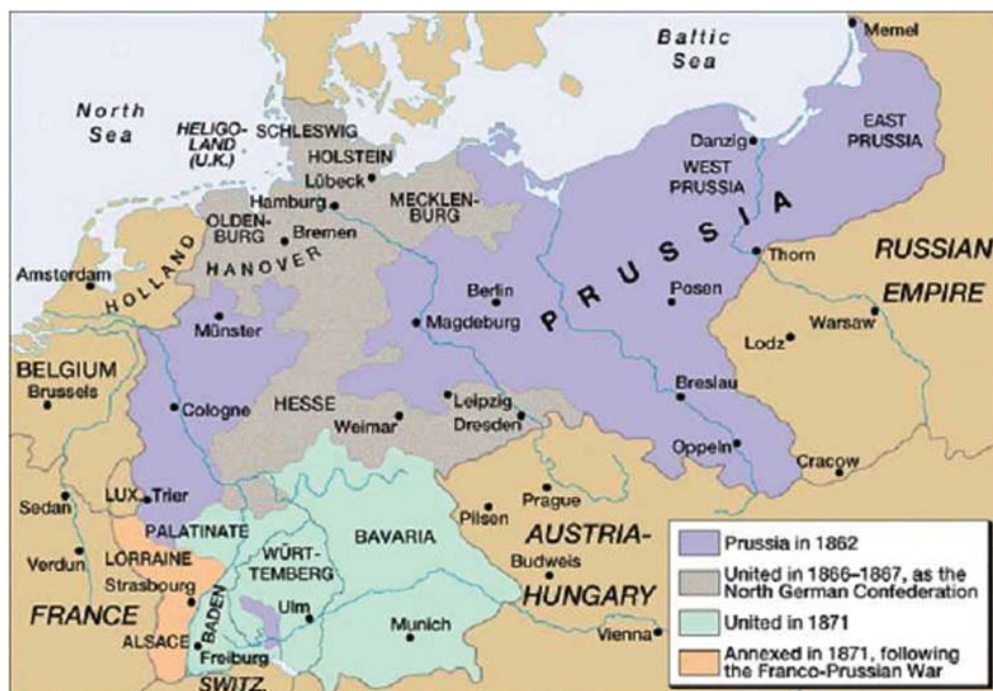 Baltic
Sea
Memel
North
Sea
HELIGO-
LAND
(U.K.)
SCHLESWIG
HOLSTEIN
Lübeck
Hamburg
MECKLEN-
BURG
Danzig
WEST
PRUSSIA
EAST
PRUSSIA
OLDEN-
BURG
Bremen
HANOVER
HOLLAND
Amsterdam
PRUSSIA
Thorn
RUSSIAN
EMPIRE
Berlin
Posen
Münster
Magdeburg
Warsaw
Lodz
BELGIUM
Brussels
Cologne
HESSE
Weimar
Leipzig
Dresden
Breslau
Oppeln
Cracow
Sedan
LUX.
Trier
Prague
Pilsen
PALATINATE
BAVARIA
AUSTRIA-
HUNGARY
Budweis
Verdun
LORRAINE
Strasbourg
WÜRT-
TEMBERG
FRANCE
BADEN
Ulm
Munich
Vienna
ALSACE
Freiburg
SWITZ.
Prussia in 1862
United in 1866–1867, as the
North German Confederation
United in 1871
Annexed in 1871, following
the Franco-Prussian War